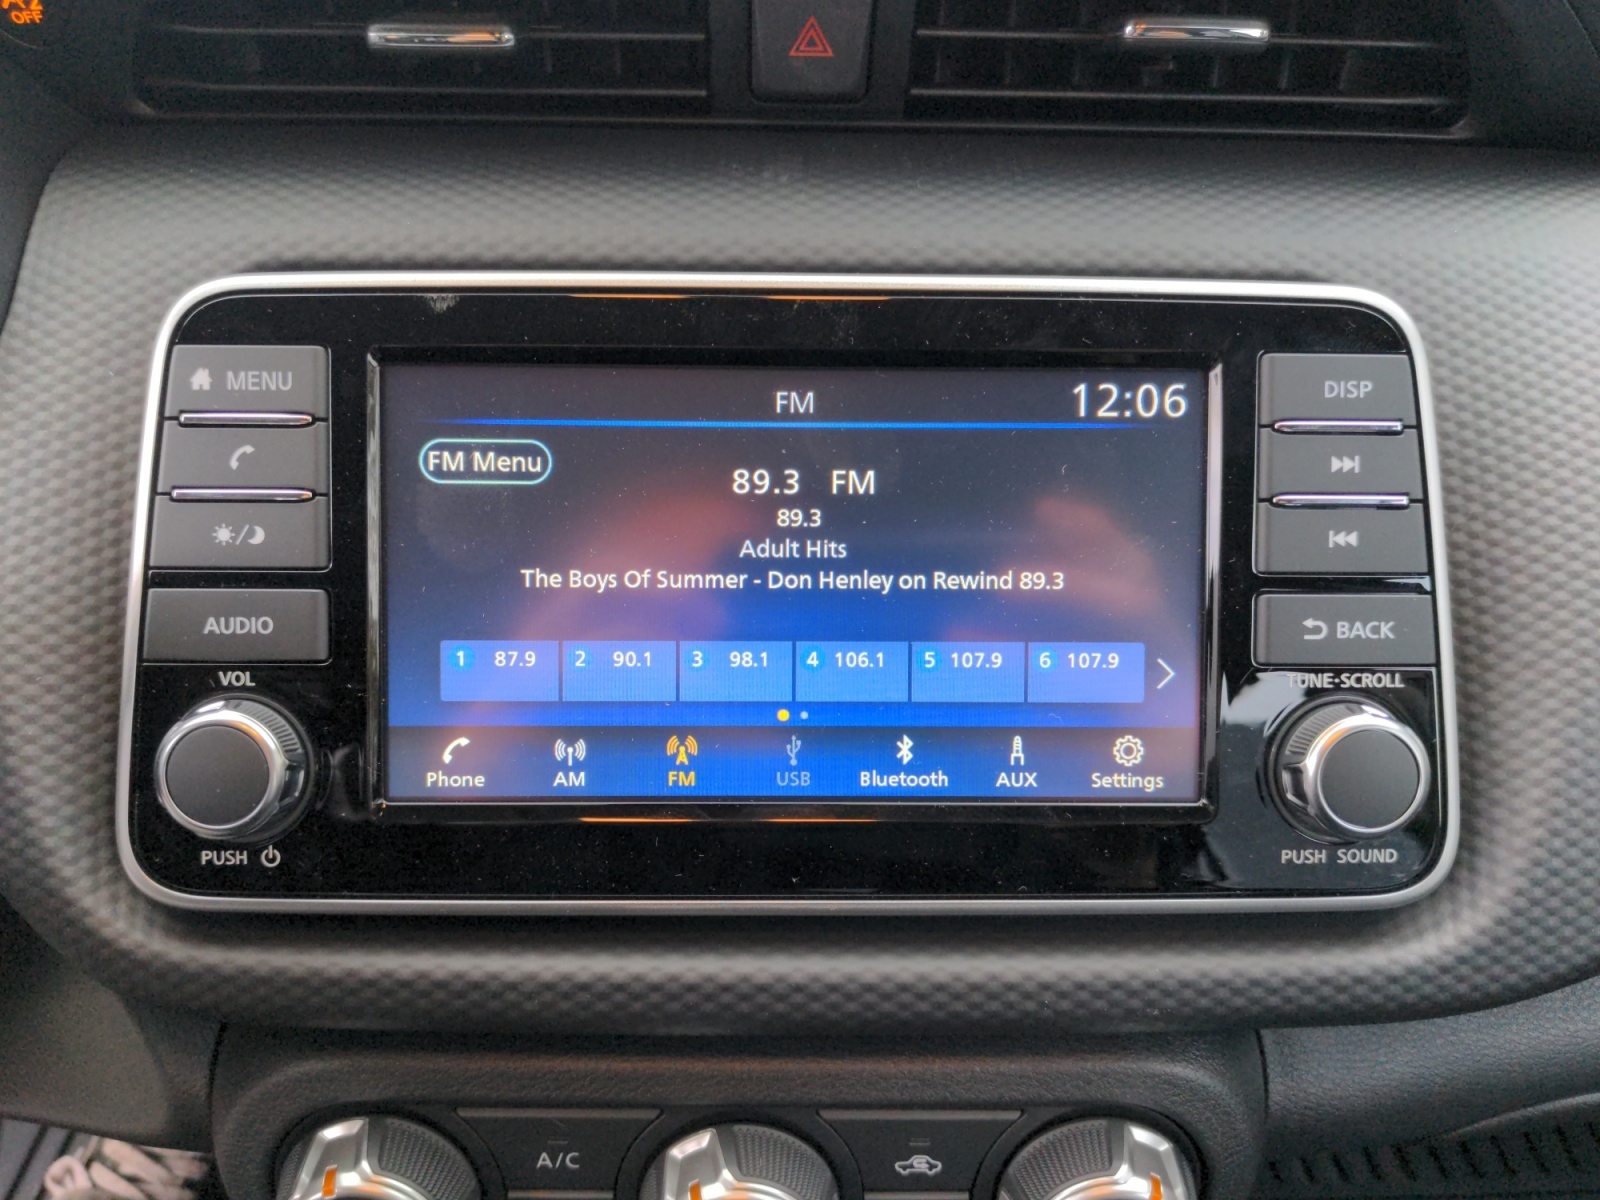 OFF
MENU
AUDIO
VOL
PUSH
FM
12:06
FM Menu
89.3 FM
89.3
Adult Hits
The Boys Of Summer - Don Henley on Rewind 89.3
1 87.9
2 90.1
3 98.1
4 106.1
5 107.9
6 107.9
Phone
AM
FM
USB
Bluetooth
AUX
Settings
DISP
BACK
TUNE•SCROLL
PUSH SOUND
A/C